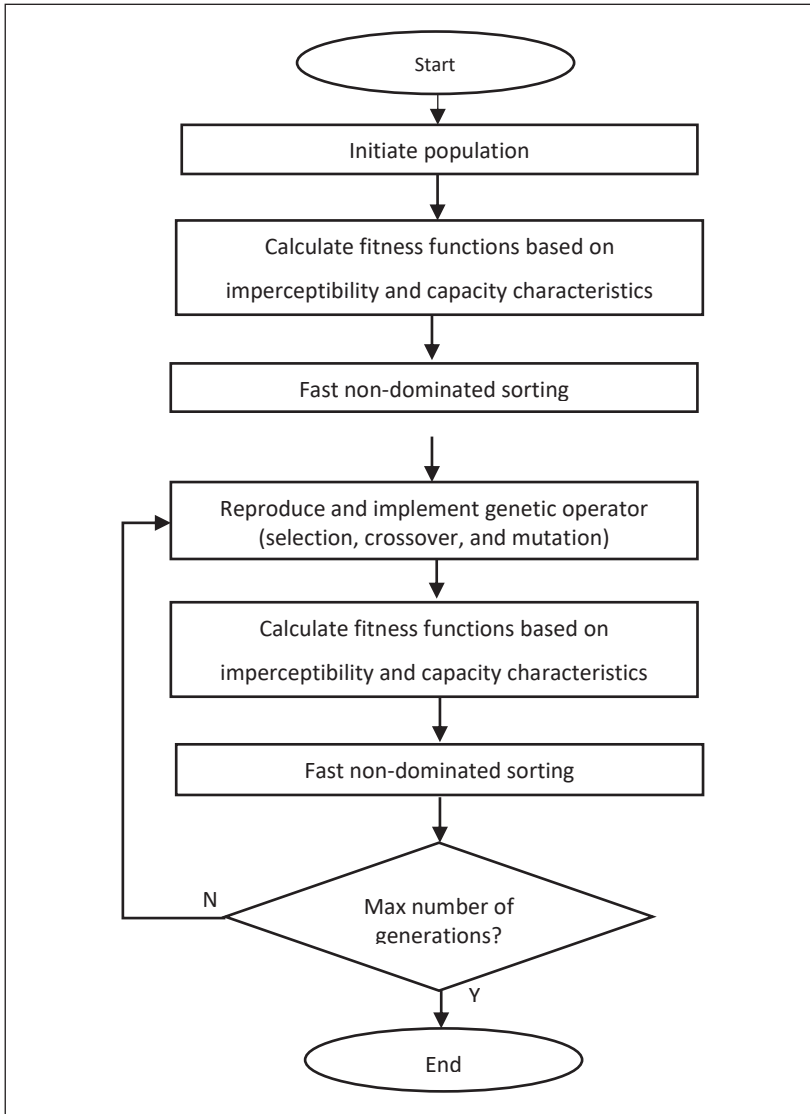 Start
Initiate population
Calculate fitness functions based on
imperceptibility and capacity characteristics
Fast non-dominated sorting
Reproduce and implement genetic operator
(selection, crossover, and mutation)
Calculate fitness functions based on
imperceptibility and capacity characteristics
Fast non-dominated sorting
N
Max number of
generations?
Y
End